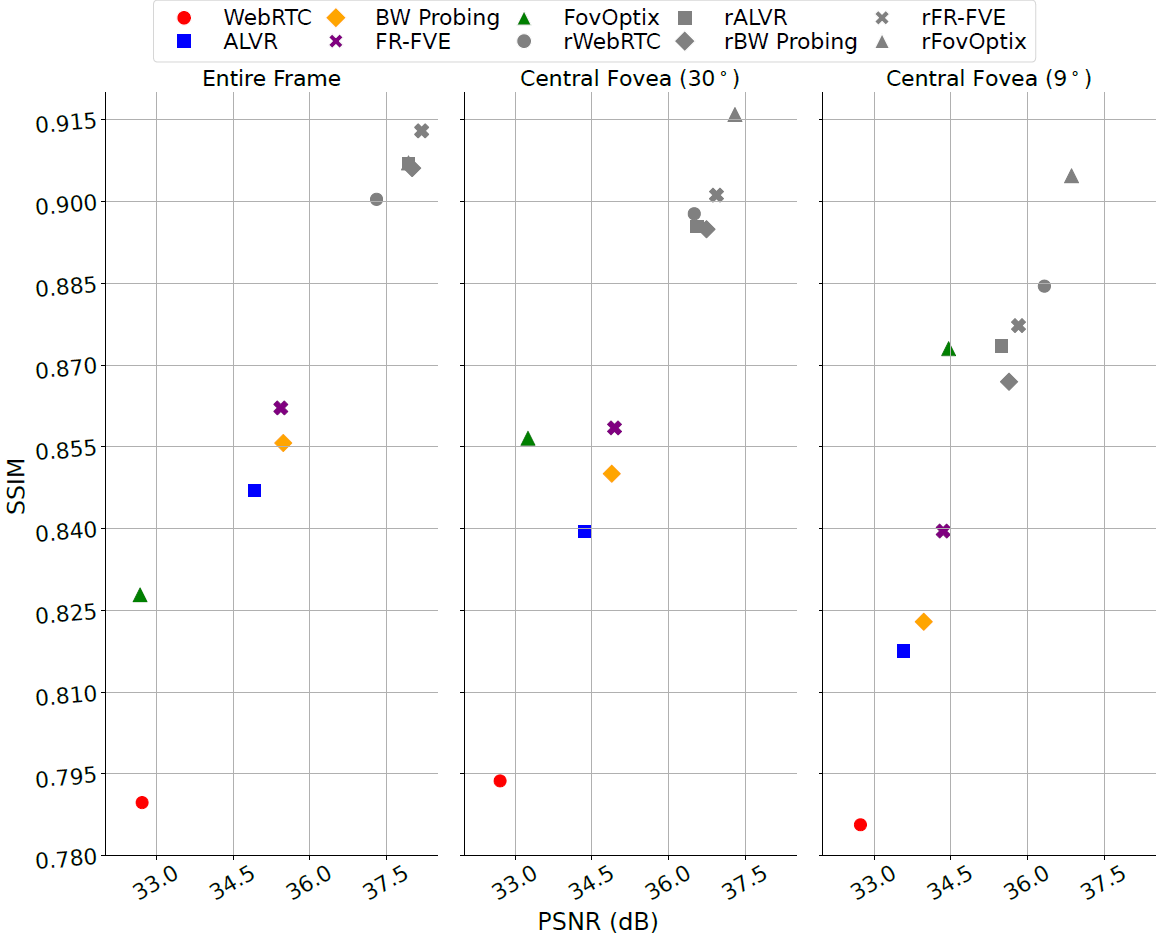 WebRTC BW Probing FovOptix rALVR rFR-FVE
ALVR FR-FVE rWebRTC rBW Probing rFovOptix
Entire Frame Central Fovea (30°) Central Fovea (9°)
0.915
0.900
0.885
0.870
0.855
0.840
0.825
0.810
0.795
0.780
SSIM
33.0 34.5 36.0 37.5 33.0 34.5 36.0 37.5 33.0 34.5 36.0 37.5
PSNR (dB)